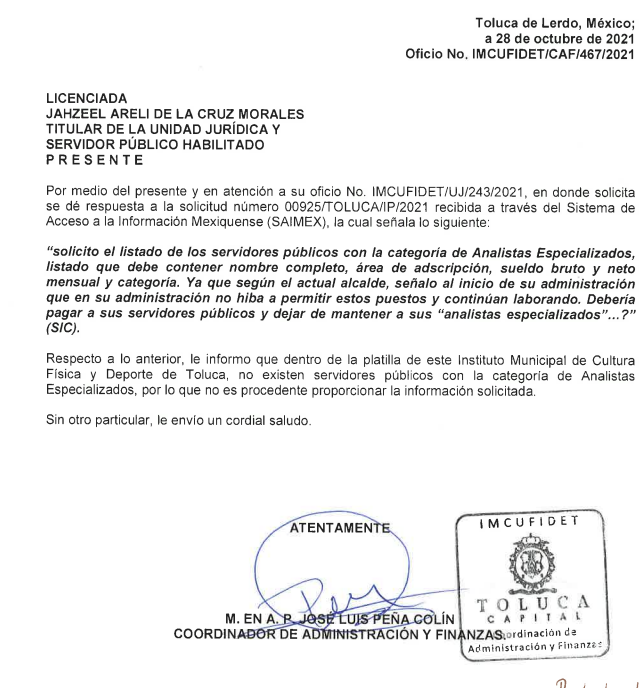 Toluca de Lerdo, México;
a 28 de octubre de 2021
Oficio No. IMCUFIDET/CAF/467/2021
LICENCIADA
JAHZEEL ARELI DE LA CRUZ MORALES
TITULAR DE LA UNIDAD JURÍDICA Y
SERVIDOR PÚBLICO HABILITADO
P R E S E N T E
Por medio del presente y en atención a su oficio No. IMCUFIDET/UJ/243/2021, en donde solicita
se dé respuesta a la solicitud número 00925/TOLUCA/IP/2021 recibida a través del Sistema de
Acceso a la Información Mexiquense (SAIMEX), la cual señala lo siguiente:
“solicito el listado de los servidores públicos con la categoría de Analistas Especializados,
listado que debe contener nombre completo, área de adscripción, sueldo bruto y neto
mensual y categoría. Ya que según el actual alcalde, señalo al inicio de su administración
que en su administración no hiba a permitir estos puestos y continúan laborando. Debería
pagar a sus servidores públicos y dejar de mantener a sus “analistas especializados”…?”
(SIC).
Respecto a lo anterior, le informo que dentro de la platilla de este Instituto Municipal de Cultura
Física y Deporte de Toluca, no existen servidores públicos con la categoría de Analistas
Especializados, por lo que no es procedente proporcionar la información solicitada.
Sin otro particular, le envío un cordial saludo.
ATENTAMENTE
M. EN A. P. JOSÉ LUIS PEÑA COLÍN
COORDINADOR DE ADMINISTRACIÓN Y FINANZAS
IMCUFIDET
TOLUCA
CAPITAL
Coordinación de
Administración y Finanzas